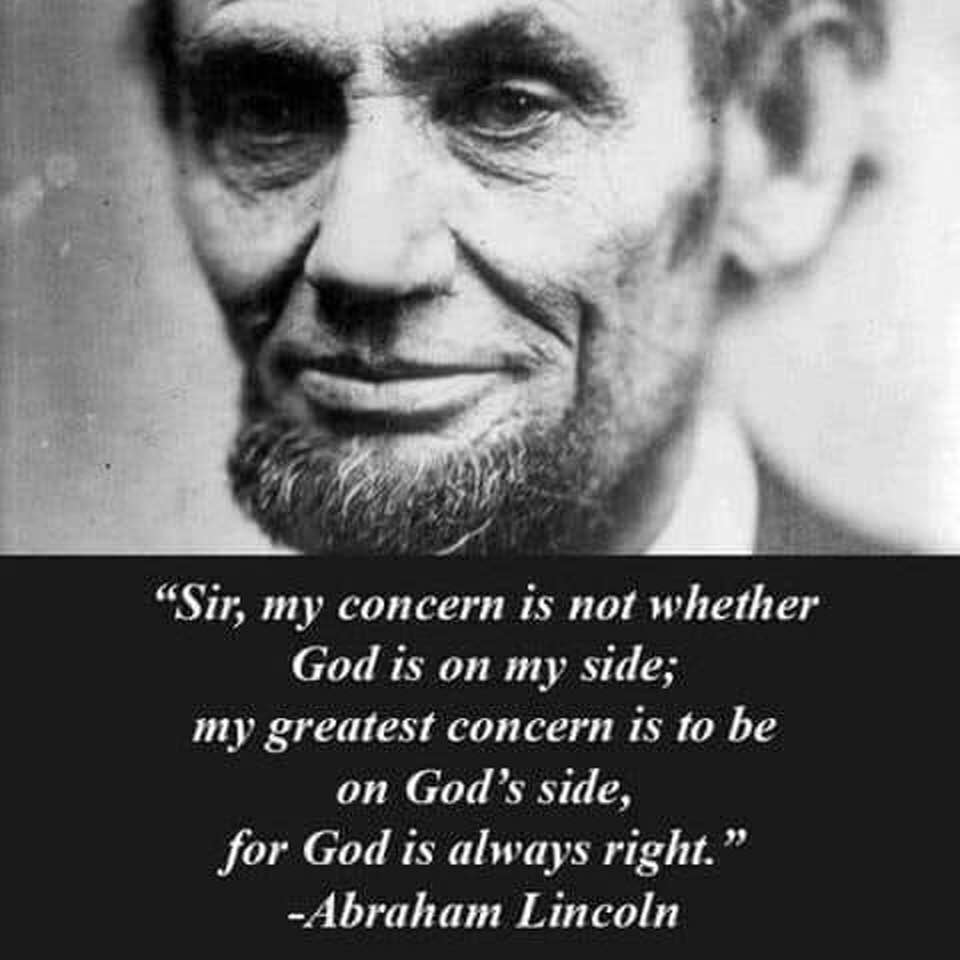 “Sir, my concern is not whether
God is on my side;
my greatest concern is to be
on God’s side,
for God is always right.”
-Abraham Lincoln